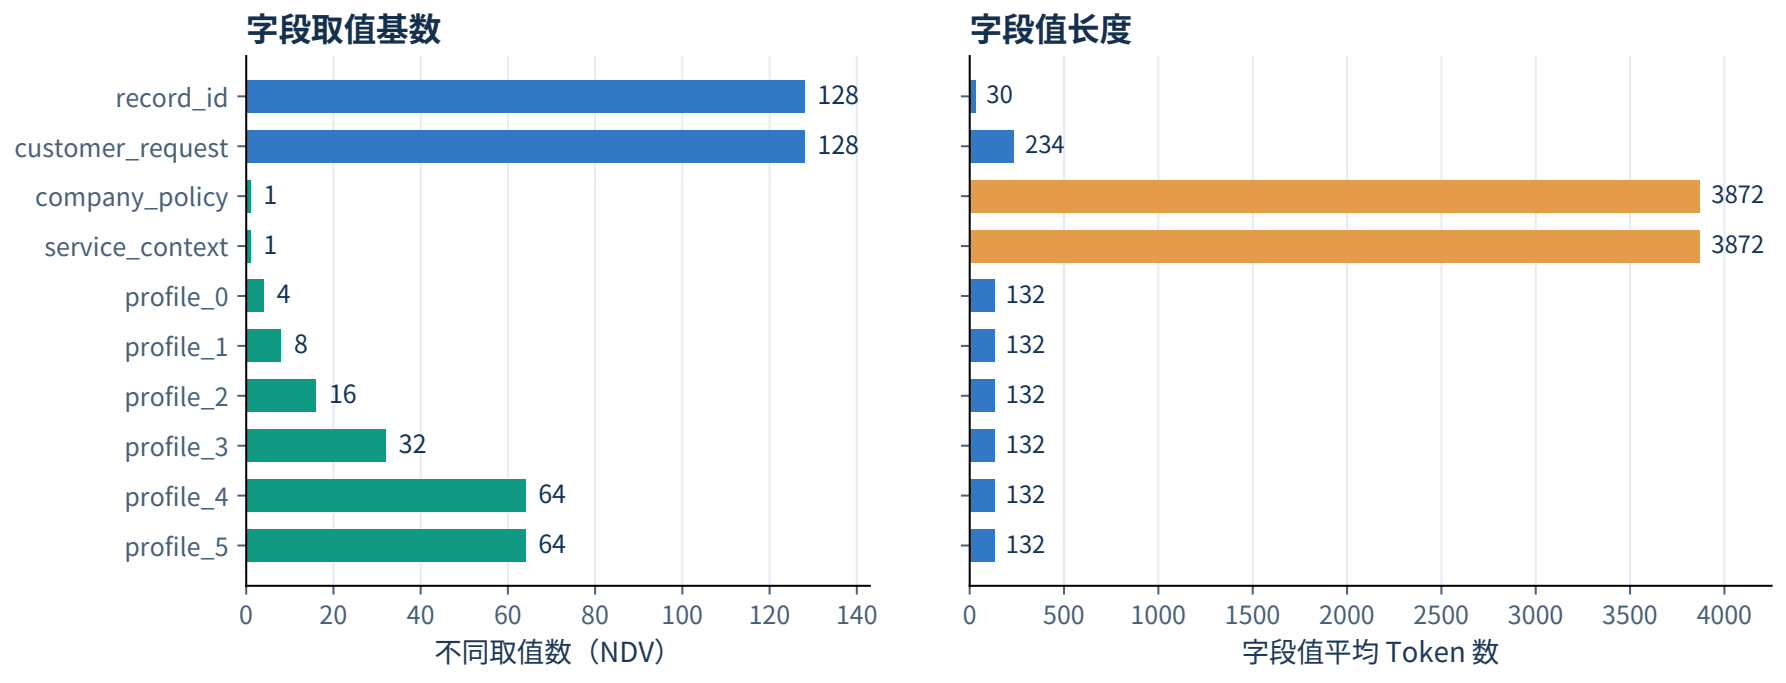 字段取值基数
record_id
128
customer_request
128
company_policy
1
service_context
1
profile_0
4
profile_1
8
profile_2
16
profile_3
32
profile_4
64
profile_5
64
0 20 40 60 80 100 120 140
不同取值数（NDV）
字段值长度
30
234
3872
3872
132
132
132
132
132
132
0 500 1000 1500 2000 2500 3000 3500 4000
字段值平均 Token 数